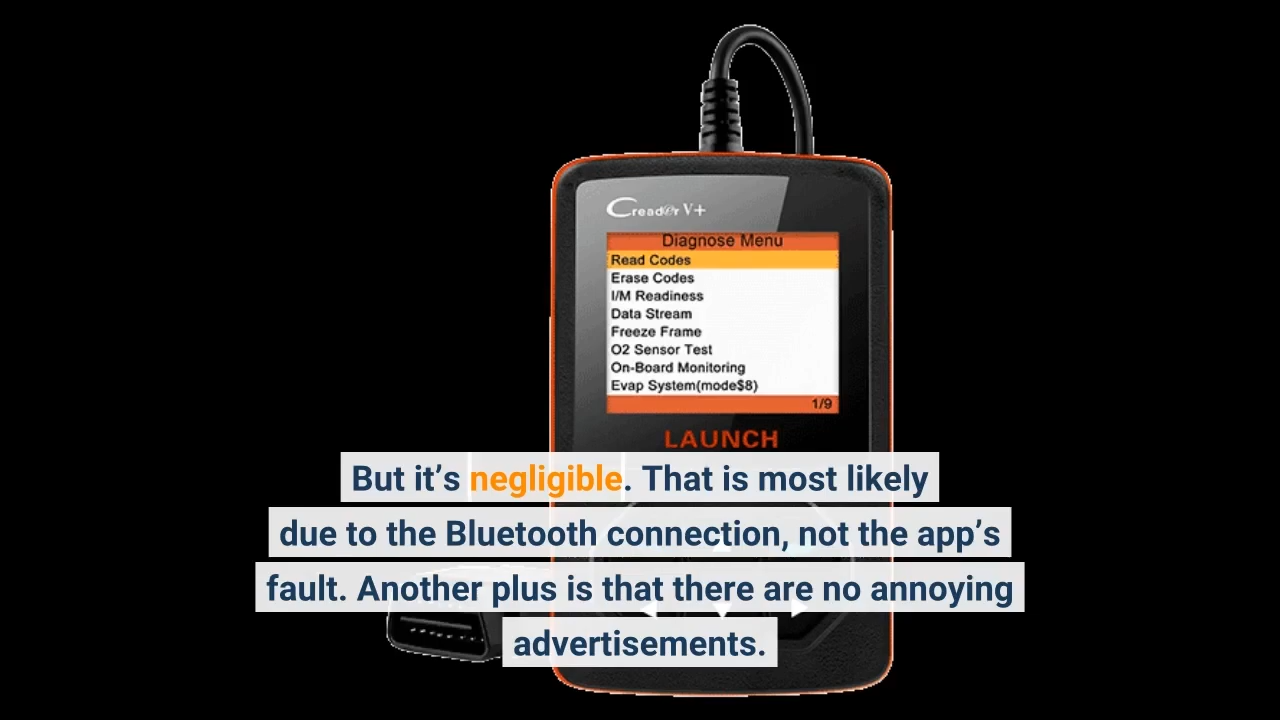 Cread@r V+
Diagnose Menu
Read Codes
Erase Codes
I/M Readiness
Data Stream
Freeze Frame
O2 Sensor Test
On-Board Monitoring
Evap System(mode$8)
1/9
LAUNCH
But it’s negligible. That is most likely
due to the Bluetooth connection, not the app’s
fault. Another plus is that there are no annoying
advertisements.